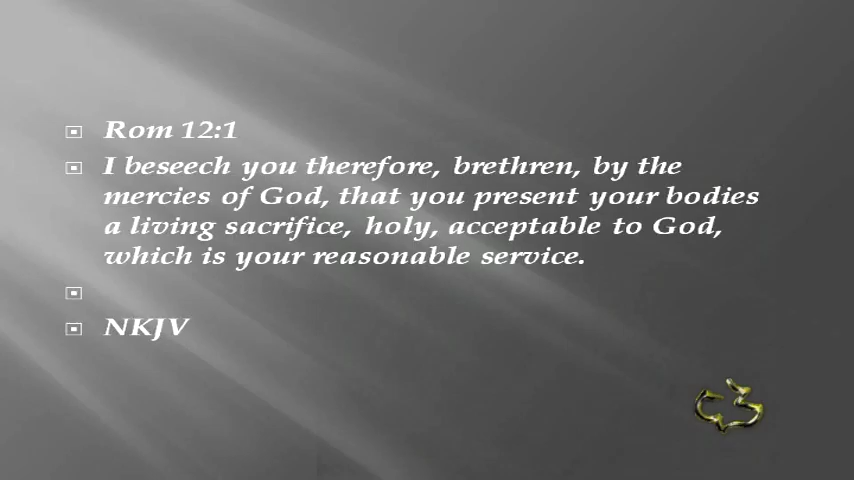 Rom 12:1
I beseech you therefore, brethren, by the
mercies of God, that you present your bodies
a living sacrifice, holy, acceptable to God,
which is your reasonable service.
NKJV